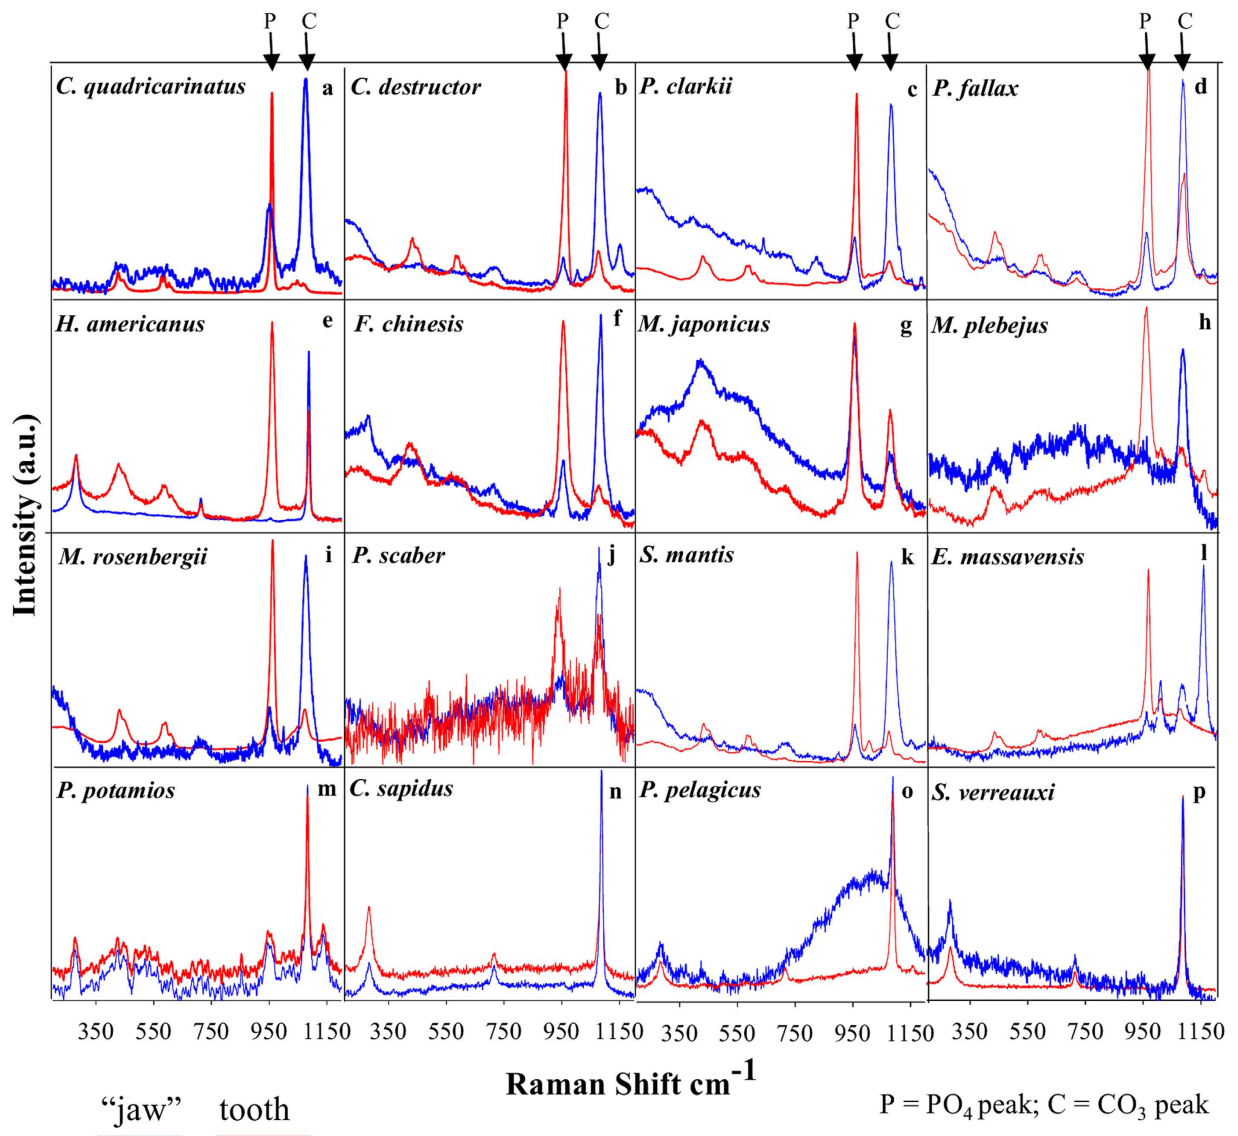 P C P C P C P C
C. quadricarinatus a C. destructor b P. clarkii c P. fallax d
H. americanus e F. chinesis f M. japonicus g M. plebejus h
M. rosenbergii i P. scaber j S. mantis k E. massavensis l
P. potamios m C. sapidus n P. pelagicus o S. verreauxi p
Intensity (a.u.)
350 550 750 950 1150 350 550 750 950 1150 350 550 750 950 1150 350 550 750 950 1150
Raman Shift cm-1
"jaw" tooth
P = PO4 peak; C = CO3 peak